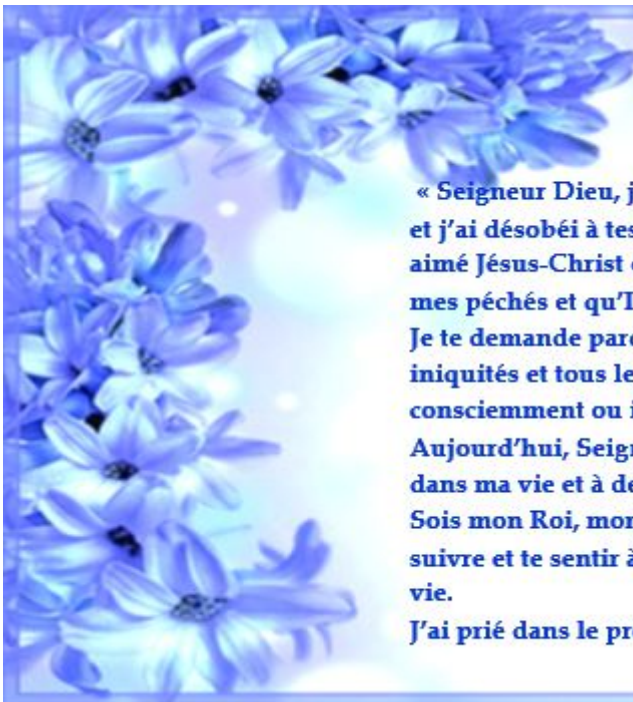 « Seigneur Dieu, j
et j’ai désobéi à tes
aimé Jésus-Christ
mes péchés et qu’I
Je te demande pard
iniquités et tous le
consciemment ou i
Aujourd’hui, Seign
dans ma vie et à de
Sois mon Roi, mon
suivre et te sentir à
vie.
J’ai prié dans le pr